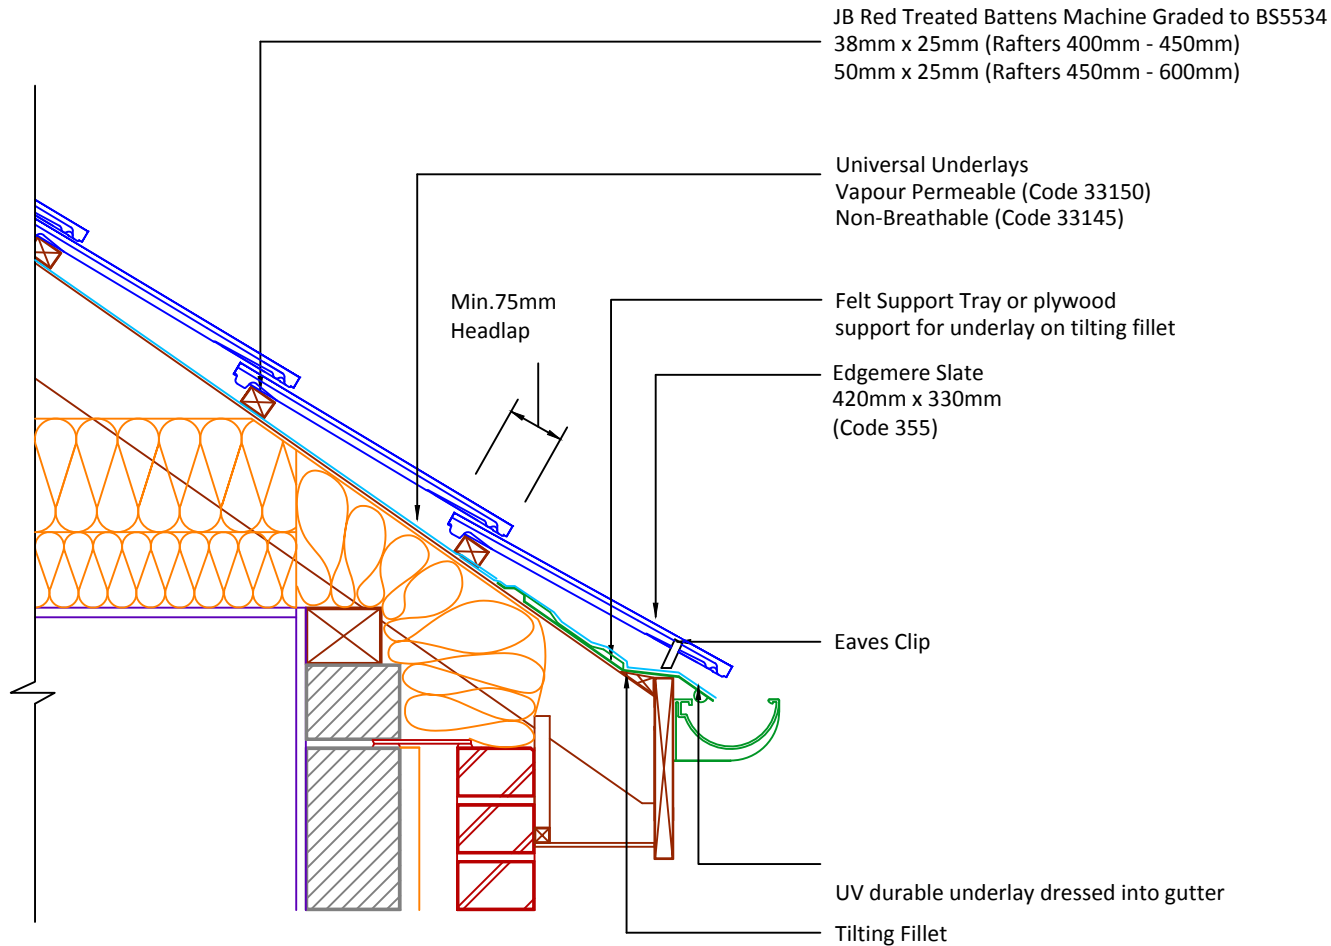 JB Red Treated Battens Machine Graded to BS5534
38mm x 25mm (Rafters 400mm - 450mm)
50mm x 25mm (Rafters 450mm - 600mm)
Universal Underlays
Vapour Permeable (Code 33150)
Non-Breathable (Code 33145)
Min.75mm
Headlap
Felt Support Tray or plywood
support for underlay on tilting fillet
Edgemere Slate
420mm x 330mm
(Code 355)
Eaves Clip
UV durable underlay dressed into gutter
Tilting Fillet